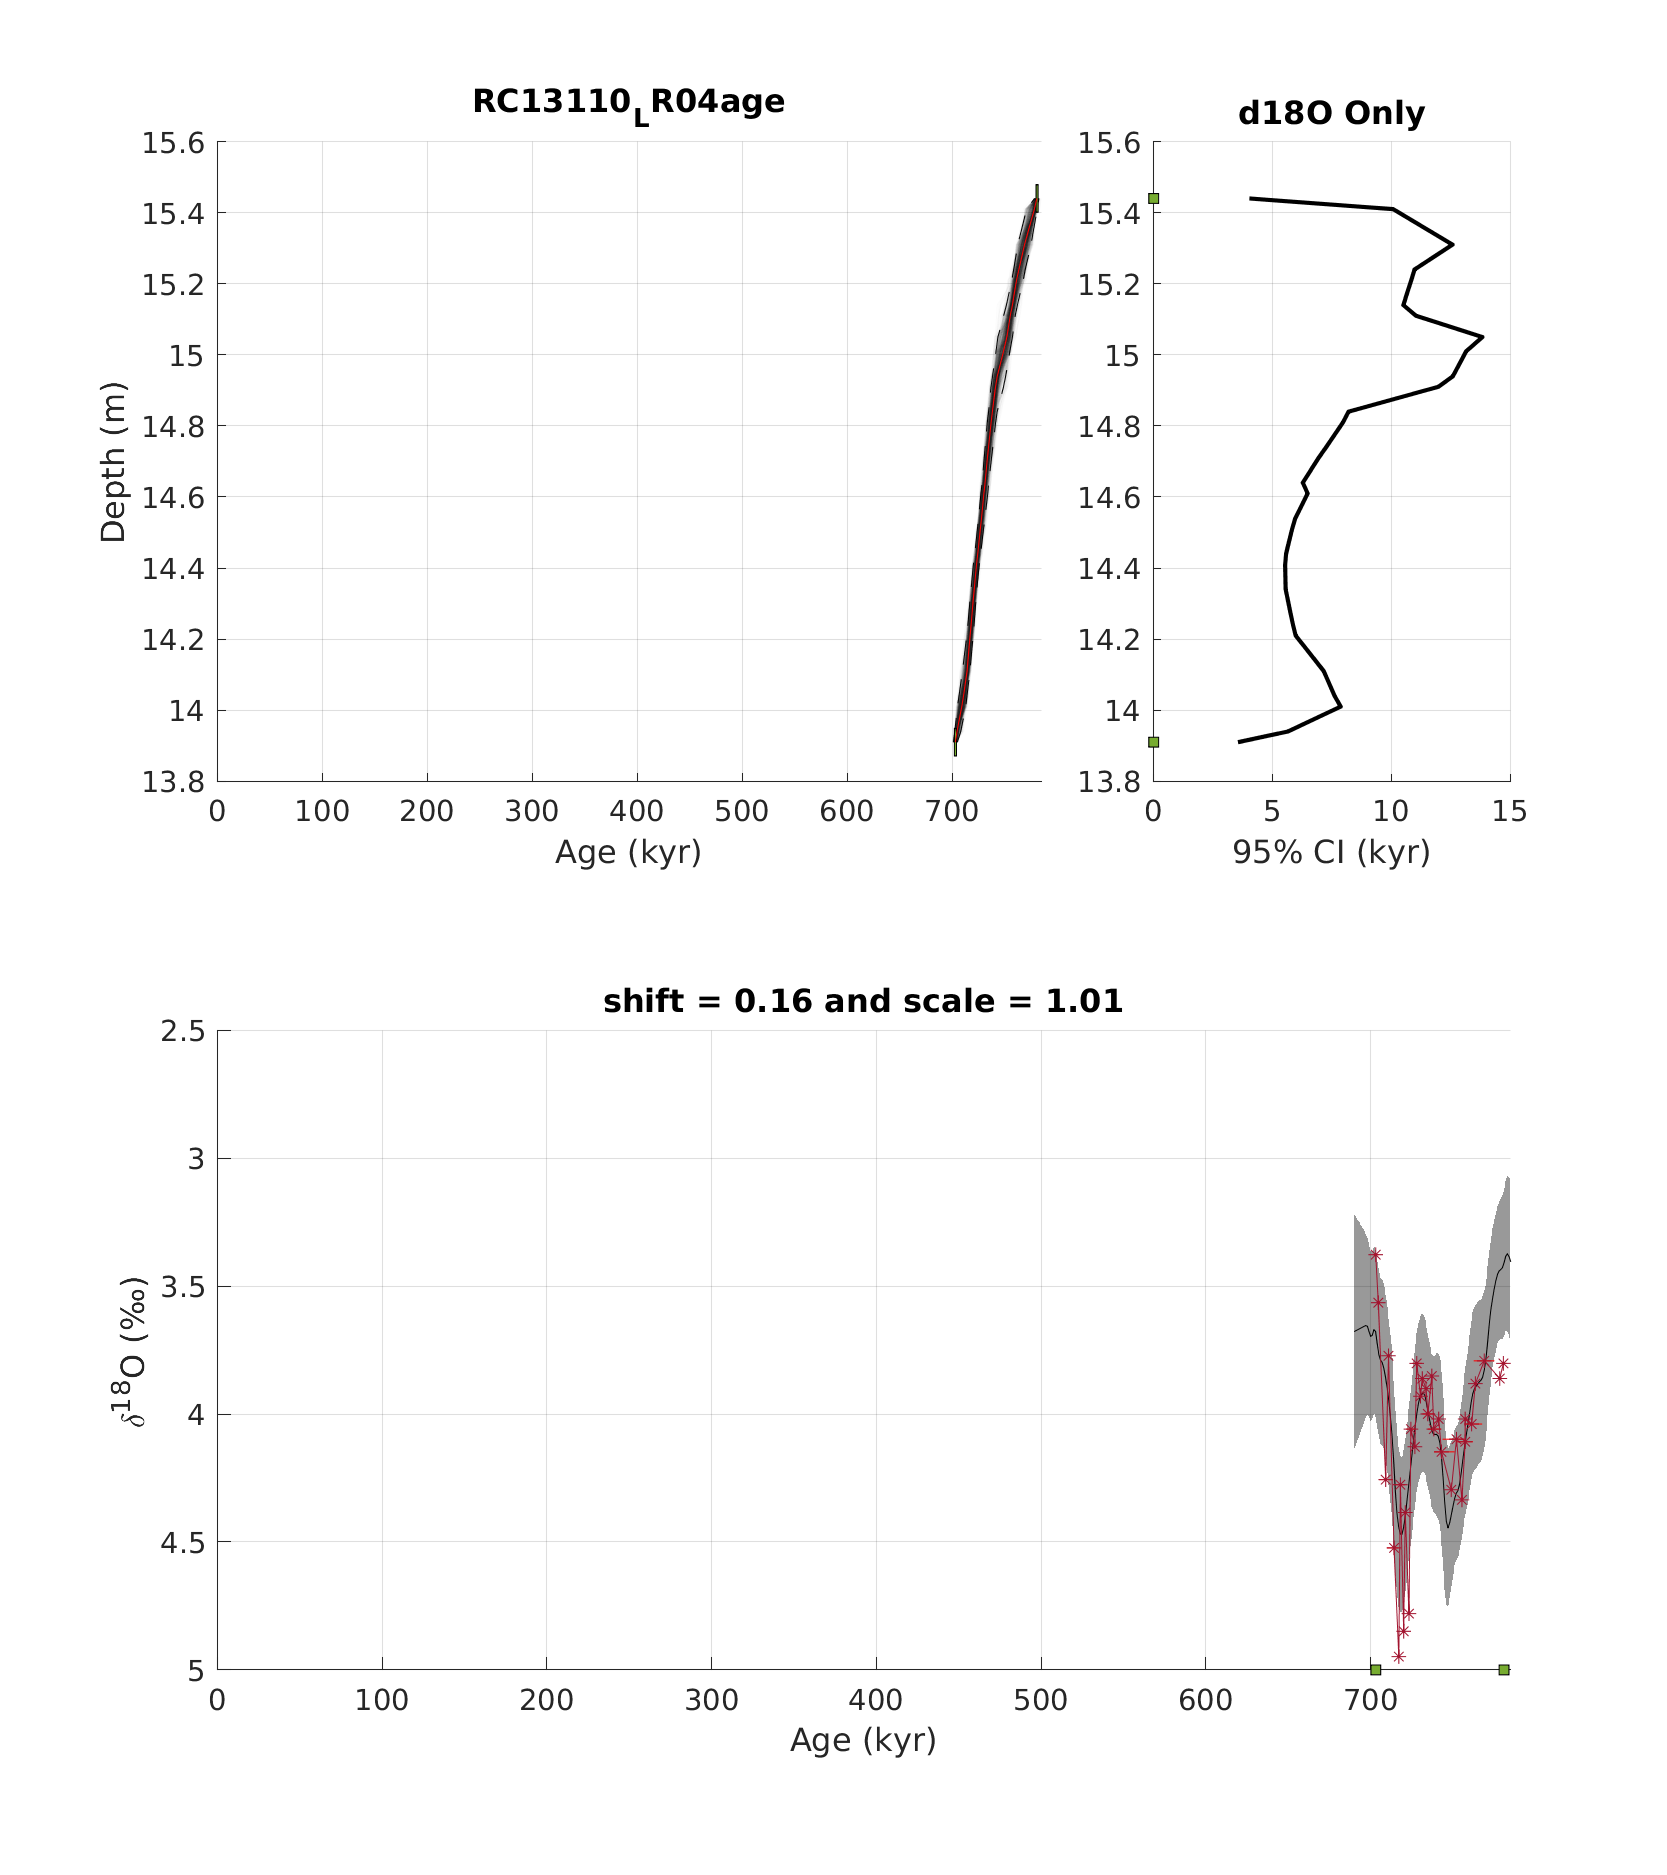 RC13110LR04age
d18O Only
15.6
15.4
15.2
15
14.8
14.6
14.4
14.2
14
13.8
Depth (m)
0 100 200 300 400 500 600 700
Age (kyr)
15.6
15.4
15.2
15
14.8
14.6
14.4
14.2
14
13.8
0 5 10 15
95% CI (kyr)
shift = 0.16 and scale = 1.01
2.5
3
3.5
4
4.5
5
δ18O (‰)
0 100 200 300 400 500 600 700
Age (kyr)